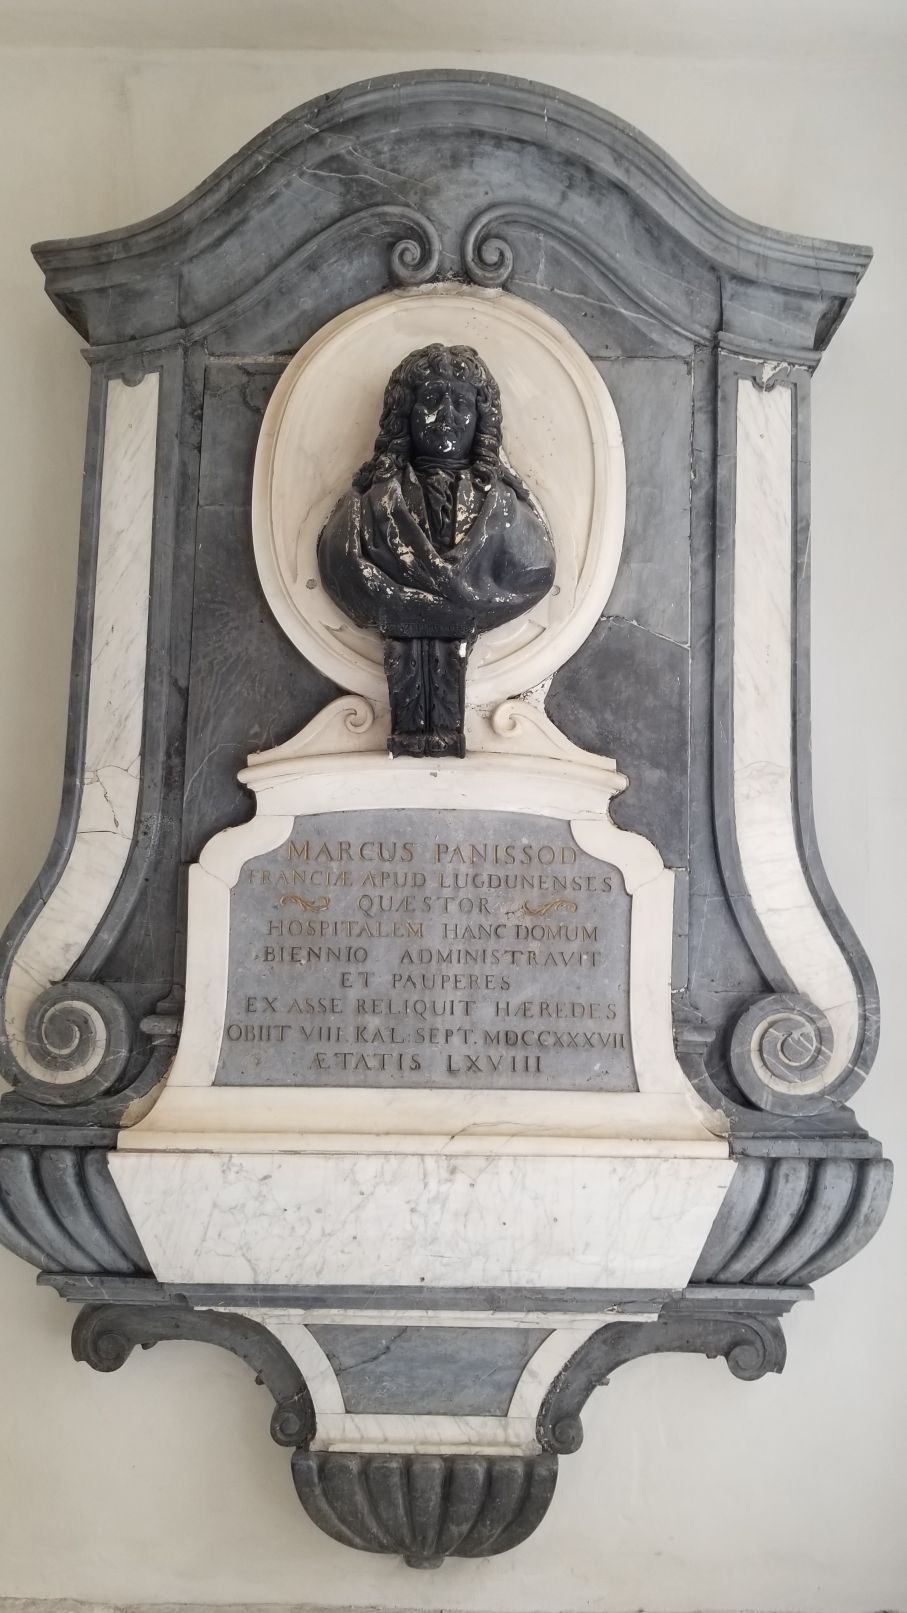 MARCUS PANISSOD
FRANCIÆ APUD LUGDUNENSES
QUÆSTOR
HOSPITALEM HANC DOMUM
BIENNIO ADMINISTRAVIT
ET PAUPERES
EX ASSE RELIQUIT HÆREDES
OBIIT VIII. KAL. SEPT. MDCCXXXVII
ÆTATIS LXVIII